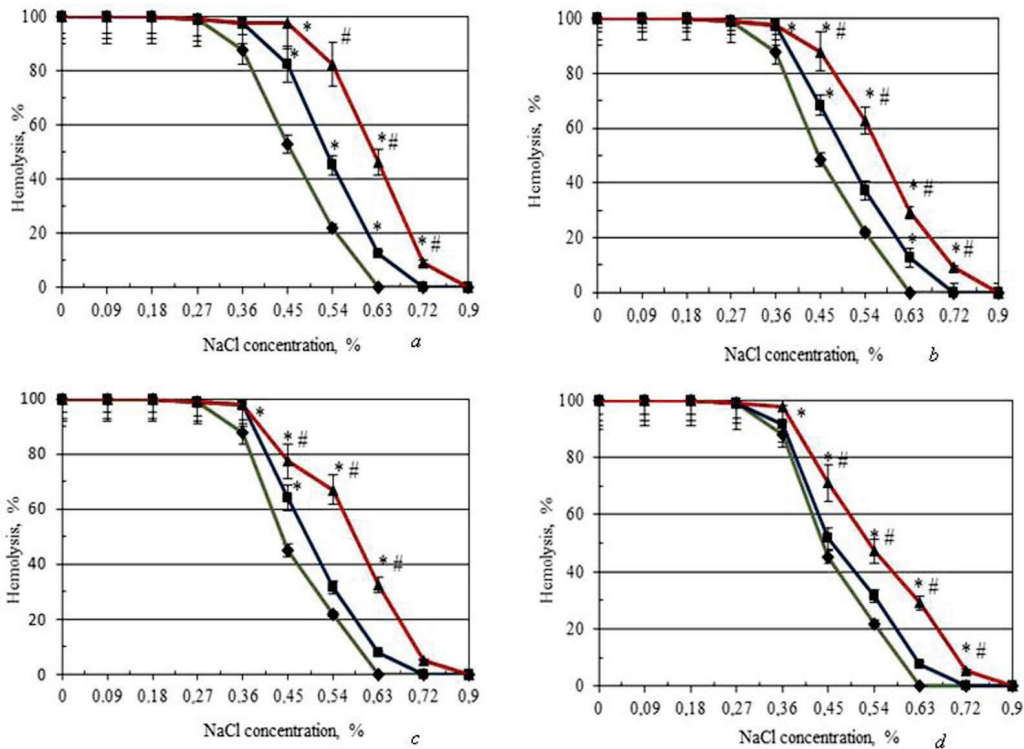 100
80
60
40
20
0
Hemolysis, %
* # * * *# * *#
0 0,09 0,18 0,27 0,36 0,45 0,54 0,63 0,72 0,9
NaCl concentration, % a
100
80
60
40
20
0
Hemolysis, %
* *# * *# *# * *#
0 0,09 0,18 0,27 0,36 0,45 0,54 0,63 0,72 0,9
NaCl concentration, % b
100
80
60
40
20
0
Hemolysis, %
* *# * *# *#
0 0,09 0,18 0,27 0,36 0,45 0,54 0,63 0,72 0,9
NaCl concentration, % c
100
80
60
40
20
0
Hemolysis, %
* *# *# *# *#
0 0,09 0,18 0,27 0,36 0,45 0,54 0,63 0,72 0,9
NaCl concentration, % d